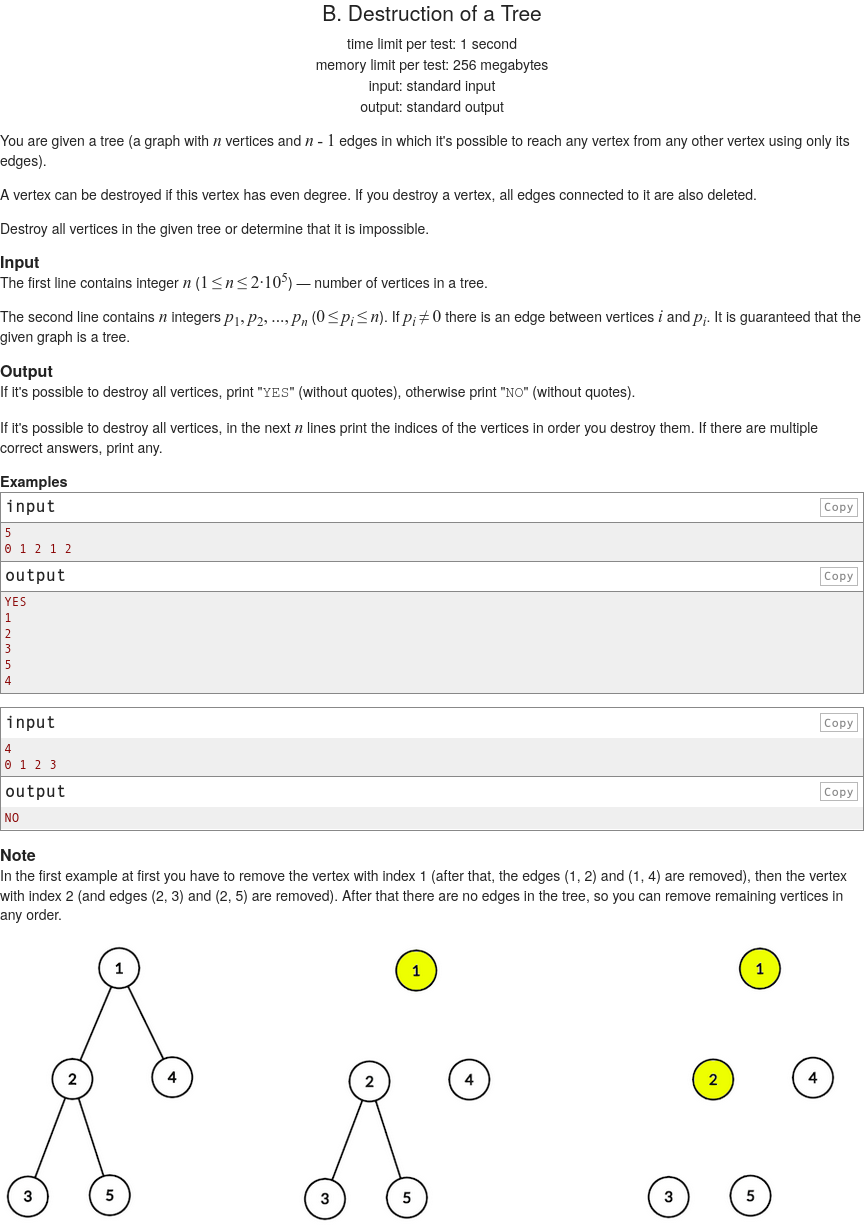 B. Destruction of a Tree
time limit per test: 1 second
memory limit per test: 256 megabytes
input: standard input
output: standard output
You are given a tree (a graph with n vertices and n - 1 edges in which it's possible to reach any vertex from any other vertex using only its
edges).
A vertex can be destroyed if this vertex has even degree. If you destroy a vertex, all edges connected to it are also deleted.
Destroy all vertices in the given tree or determine that it is impossible.
Input
The first line contains integer n (1 ≤ n ≤ 2·10⁵) — number of vertices in a tree.
The second line contains n integers p₁, p₂, ..., pₙ (0 ≤ pᵢ ≤ n). If pᵢ ≠ 0 there is an edge between vertices i and pᵢ. It is guaranteed that the
given graph is a tree.
Output
If it's possible to destroy all vertices, print "YES" (without quotes), otherwise print "NO" (without quotes).
If it's possible to destroy all vertices, in the next n lines print the indices of the vertices in order you destroy them. If there are multiple
correct answers, print any.
Examples
input Copy
5
0 1 2 1 2
output Copy
YES
1
2
3
5
4
input Copy
4
0 1 2 3
output Copy
NO
Note
In the first example at first you have to remove the vertex with index 1 (after that, the edges (1, 2) and (1, 4) are removed), then the vertex
with index 2 (and edges (2, 3) and (2, 5) are removed). After that there are no edges in the tree, so you can remove remaining vertices in
any order.
1 1 1
2 4 2 4 2 4
3 5 3 5 3 5